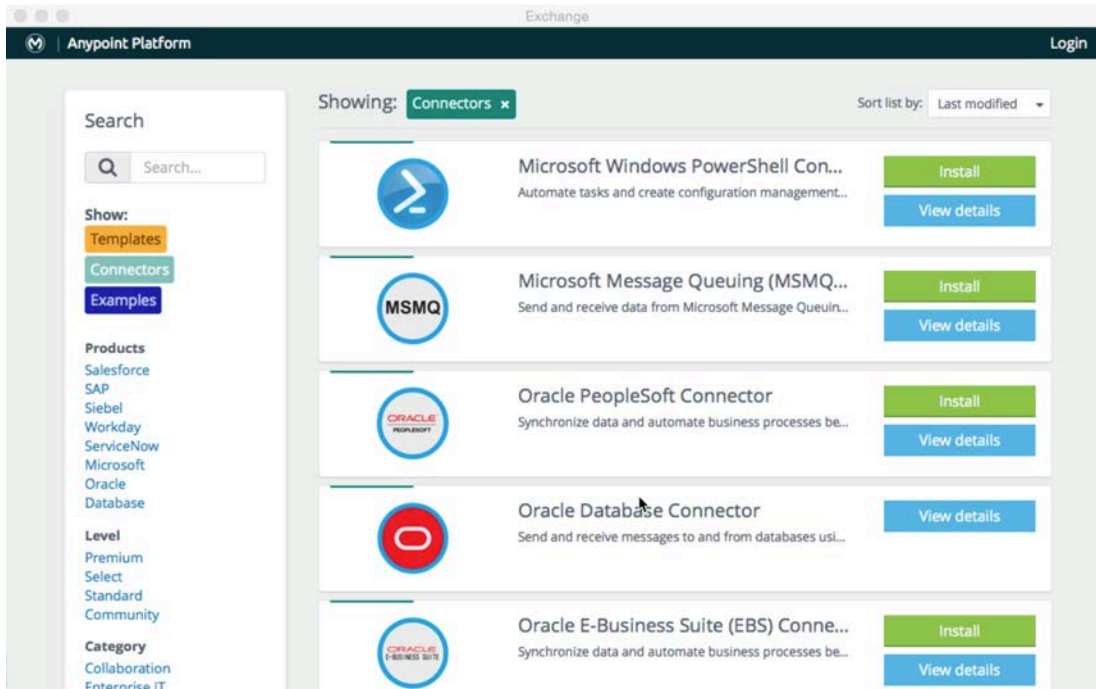 Exchange
Anypoint Platform
Login
Search
Search...
Show:
Templates
Connectors
Examples
Products
Salesforce
SAP
Siebel
Workday
ServiceNow
Microsoft
Oracle
Database
Level
Premium
Select
Standard
Community
Category
Collaboration
Enterprise IT
Showing: Connectors ×
Sort list by: Last modified
Microsoft Windows PowerShell Con...
Automate tasks and create configuration management...
Install
View details
MSMQ
Microsoft Message Queuing (MSMQ...
Send and receive data from Microsoft Message Queuin...
Install
View details
ORACLE
PEOPLESOFT
Oracle PeopleSoft Connector
Synchronize data and automate business processes be...
Install
View details
Oracle Database Connector
Send and receive messages to and from databases usi...
View details
ORACLE
E-BUSINESS SUITE
Oracle E-Business Suite (EBS) Conne...
Synchronize data and automate business processes be...
Install
View details